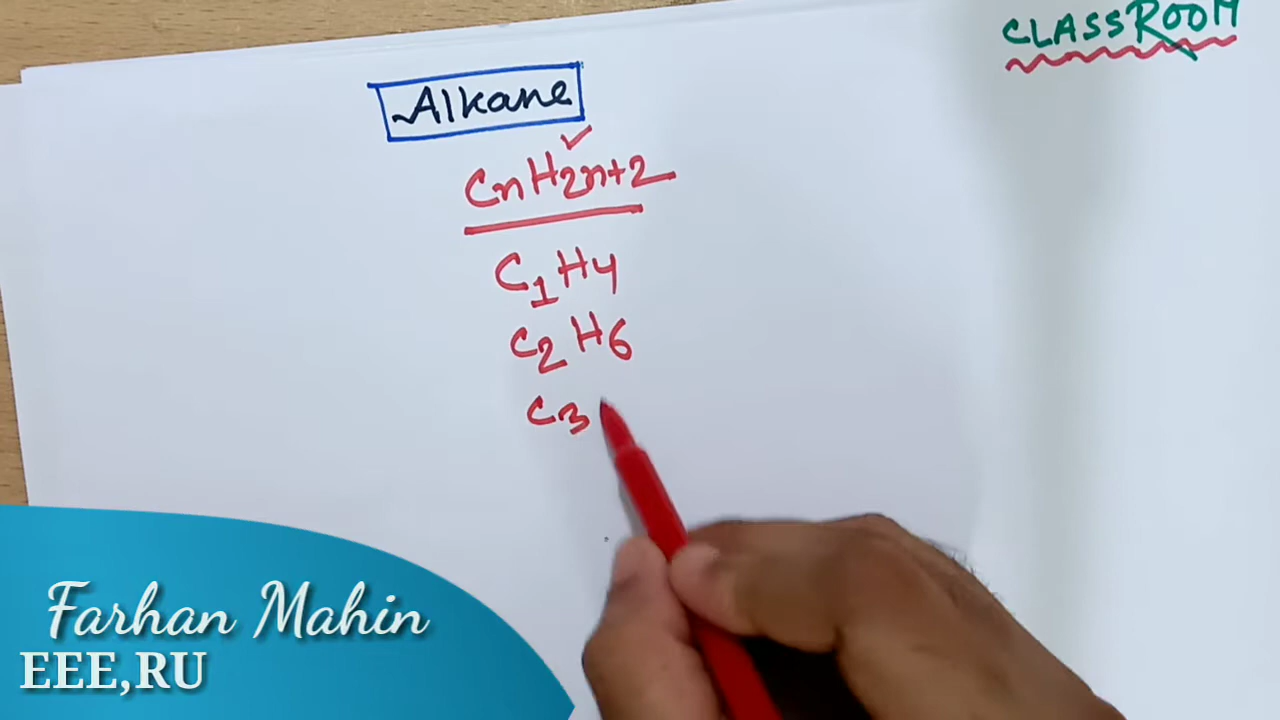 CLASSROOM
Alkane
✓
CnH2n+2
C1H4
C2H6
C3
Farhan Mahin
EEE,RU